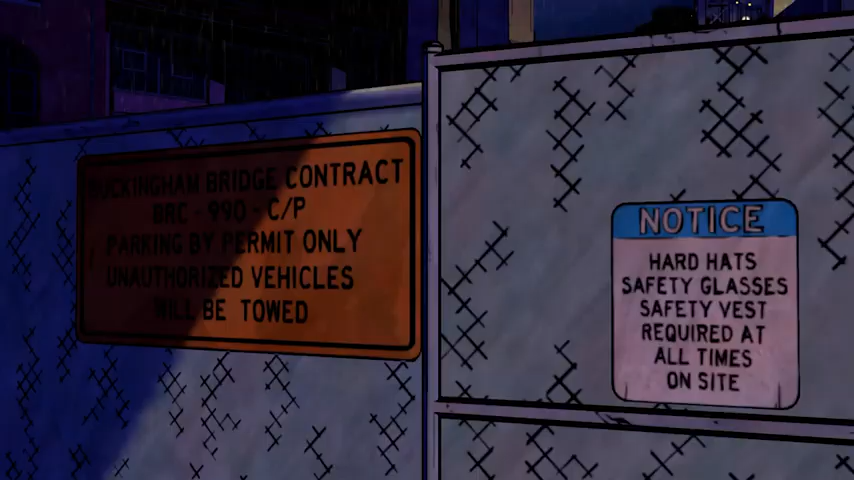 BUCKINGHAM BRIDGE CONTRACT
BRC - 990 - C/P
PARKING BY PERMIT ONLY
UNAUTHORIZED VEHICLES
WILL BE TOWED
NOTICE
HARD HATS
SAFETY GLASSES
SAFETY VEST
REQUIRED AT
ALL TIMES
ON SITE